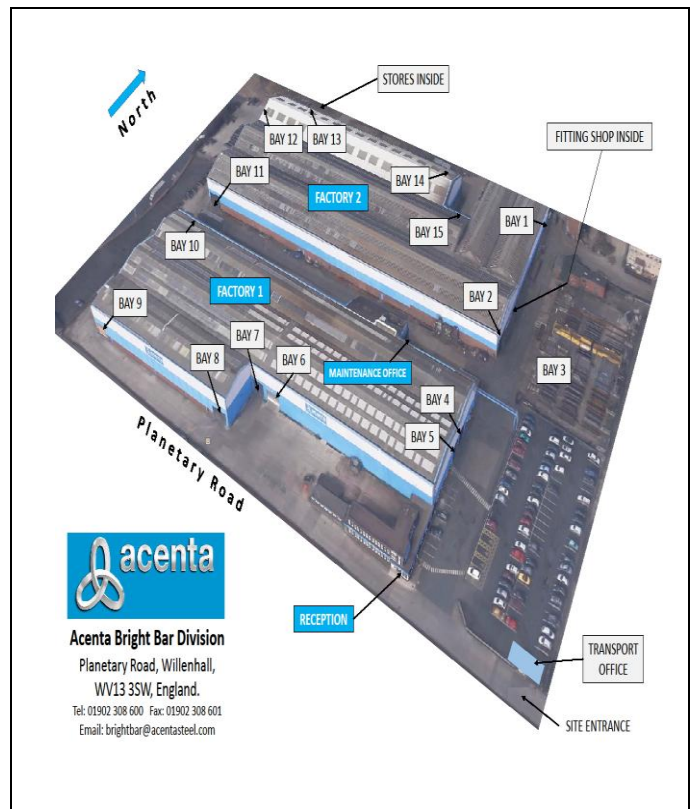 STORES INSIDE
North
FITTING SHOP INSIDE
BAY 12
BAY 13
BAY 14
BAY 11
FACTORY 2
BAY 1
BAY 15
BAY 10
FACTORY 1
BAY 2
BAY 9
BAY 7
BAY 8
BAY 6
MAINTENANCE OFFICE
BAY 3
BAY 4
BAY 5
acenta
Planetary Road
acenta
RECEPTION
Acenta Bright Bar Division
Planetary Road, Willenhall,
WV13 3SW, England.
Tel: 01902 308 600 Fax: 01902 308 601
Email: brightbar@acentasteel.com
TRANSPORT
OFFICE
SITE ENTRANCE